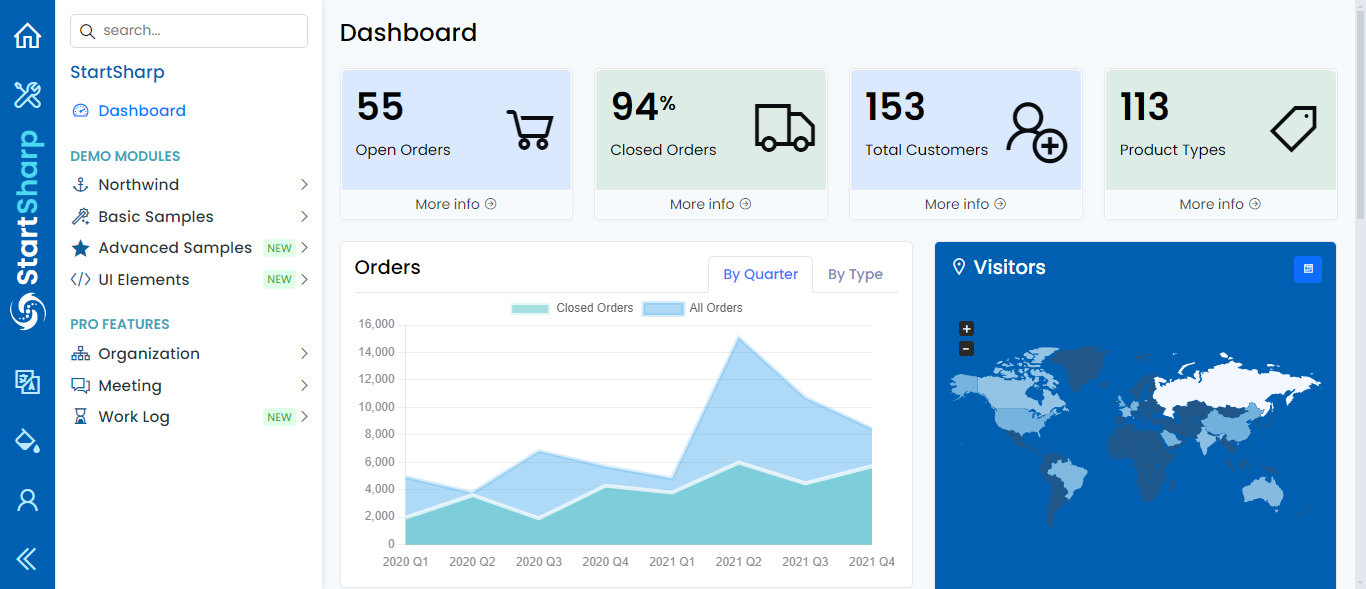 StartSharp
search...
StartSharp
Dashboard
DEMO MODULES
Northwind
Basic Samples
Advanced Samples NEW
UI Elements NEW
PRO FEATURES
Organization
Meeting
Work Log NEW
Dashboard
55
Open Orders
More info
94%
Closed Orders
More info
153
Total Customers
More info
113
Product Types
More info
Orders
By Quarter By Type
Closed Orders All Orders
16,000
14,000
12,000
10,000
8,000
6,000
4,000
2,000
0
2020 Q1 2020 Q2 2020 Q3 2020 Q4 2021 Q1 2021 Q2 2021 Q3 2021 Q4
Visitors
+
−